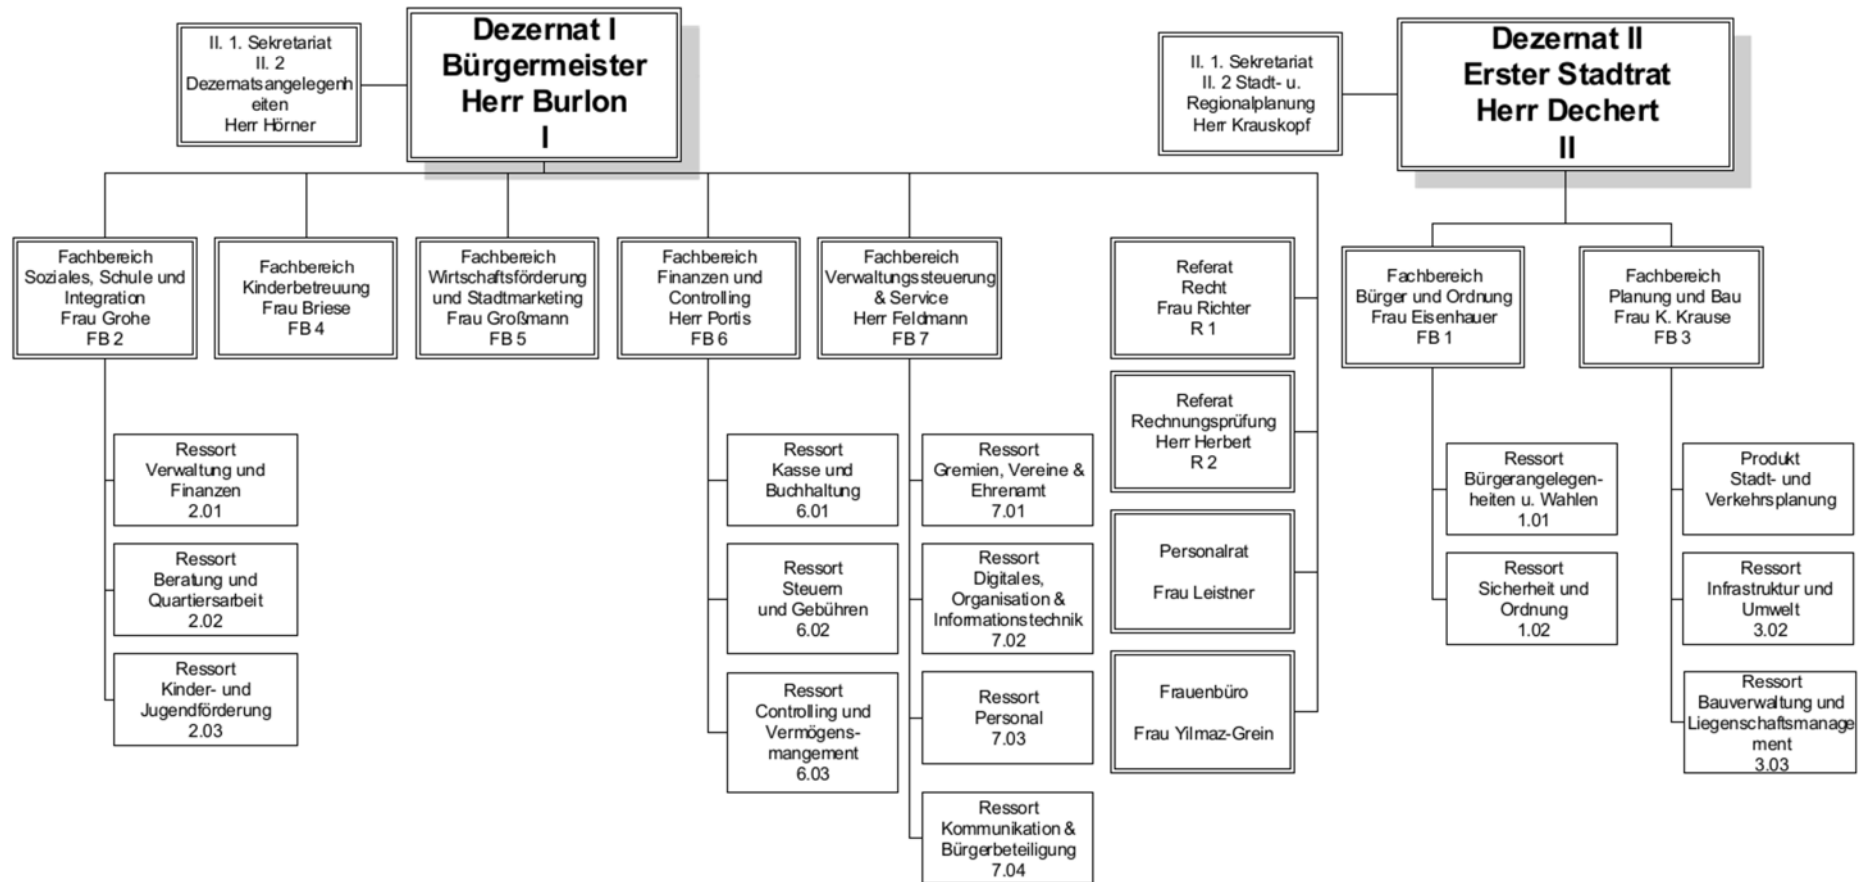 II. 1. Sekretariat
II. 2
Dezernatsangelegenh
eiten
Herr Hörner
Dezernat I
Bürgermeister
Herr Burlon
I
II. 1. Sekretariat
II. 2 Stadt- u.
Regionalplanung
Herr Krauskopf
Dezernat II
Erster Stadtrat
Herr Dechert
II
Fachbereich
Soziales, Schule und
Integration
Frau Grohe
FB 2
Fachbereich
Kinderbetreuung
Frau Briese
FB 4
Fachbereich
Wirtschaftsförderung
und Stadtmarketing
Frau Großmann
FB 5
Fachbereich
Finanzen und
Controlling
Herr Portis
FB 6
Fachbereich
Verwaltungssteuerung
& Service
Herr Feldmann
FB 7
Referat
Recht
Frau Richter
R 1
Fachbereich
Bürger und Ordnung
Frau Eisenhauer
FB 1
Fachbereich
Planung und Bau
Frau K. Krause
FB 3
Referat
Rechnungsprüfung
Herr Herbert
R 2
Personalrat
Frau Leistner
Frauenbüro
Frau Yilmaz-Grein
Ressort
Verwaltung und
Finanzen
2.01
Ressort
Beratung und
Quartiersarbeit
2.02
Ressort
Kinder- und
Jugendförderung
2.03
Ressort
Kasse und
Buchhaltung
6.01
Ressort
Steuern
und Gebühren
6.02
Ressort
Controlling und
Vermögens-
mangement
6.03
Ressort
Gremien, Vereine &
Ehrenamt
7.01
Ressort
Digitales,
Organisation &
Informationstechnik
7.02
Ressort
Personal
7.03
Ressort
Kommunikation &
Bürgerbeteiligung
7.04
Ressort
Bürgerangelegen-
heiten u. Wahlen
1.01
Ressort
Sicherheit und
Ordnung
1.02
Produkt
Stadt- und
Verkehrsplanung
Ressort
Infrastruktur und
Umwelt
3.02
Ressort
Bauverwaltung und
Liegenschaftsmanage
ment
3.03